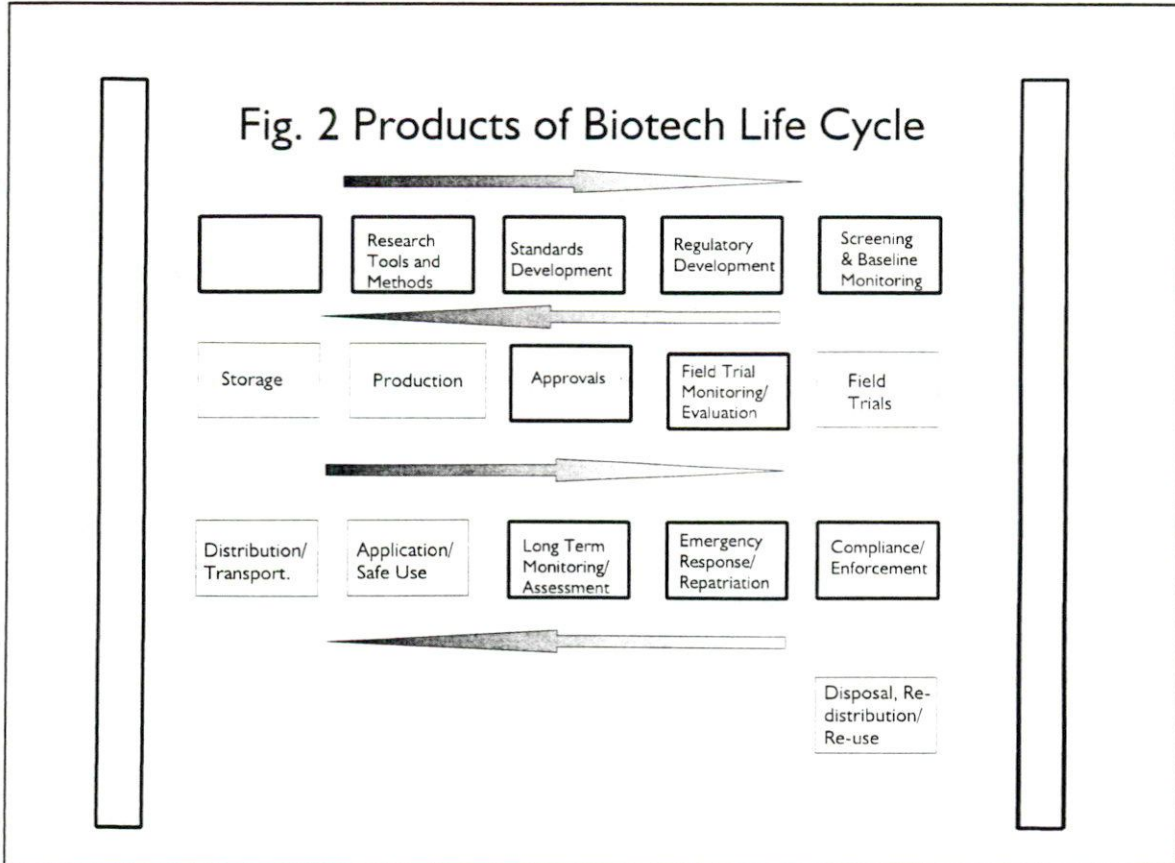 Fig. 2 Products of Biotech Life Cycle
Research
Tools and
Methods
Standards
Development
Regulatory
Development
Screening
& Baseline
Monitoring
Storage
Production
Approvals
Field Trial
Monitoring/
Evaluation
Field
Trials
Distribution/
Transport.
Application/
Safe Use
Long Term
Monitoring/
Assessment
Emergency
Response/
Repatriation
Compliance/
Enforcement
Disposal, Re-
distribution/
Re-use